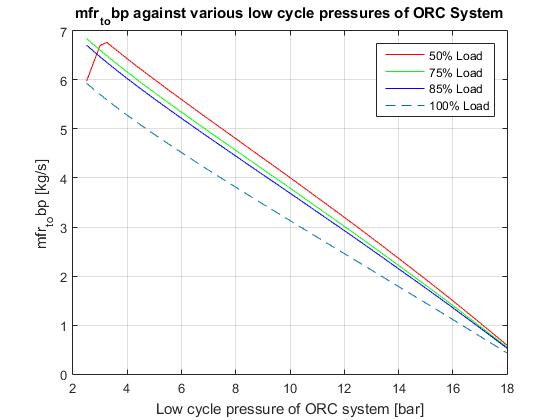 mfr_to bp against various low cycle pressures of ORC System
7
6
5
4
3
2
1
0
mfr_to bp [kg/s]
50% Load
75% Load
85% Load
100% Load
2 4 6 8 10 12 14 16 18
Low cycle pressure of ORC system [bar]